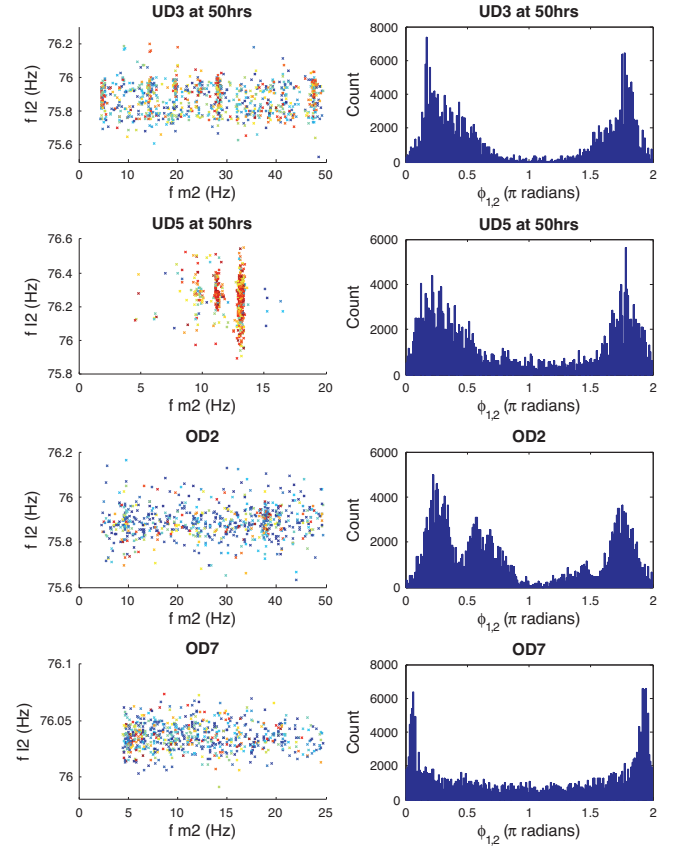 UD3 at 50hrs
76.2
76
75.8
75.6
f l2 (Hz)
0 10 20 30 40 50
f m2 (Hz)
UD3 at 50hrs
8000
6000
4000
2000
0
Count
0 0.5 1 1.5 2
ϕ1,2 (π radians)
UD5 at 50hrs
76.6
76.4
76.2
76
75.8
f l2 (Hz)
0 5 10 15 20
f m2 (Hz)
UD5 at 50hrs
6000
4000
2000
0
Count
0 0.5 1 1.5 2
ϕ1,2 (π radians)
OD2
76.2
76
75.8
75.6
f l2 (Hz)
0 10 20 30 40 50
f m2 (Hz)
OD2
6000
4000
2000
0
Count
0 0.5 1 1.5 2
ϕ1,2 (π radians)
OD7
76.1
76.05
76
f l2 (Hz)
0 5 10 15 20 25
f m2 (Hz)
OD7
8000
6000
4000
2000
0
Count
0 0.5 1 1.5 2
ϕ1,2 (π radians)